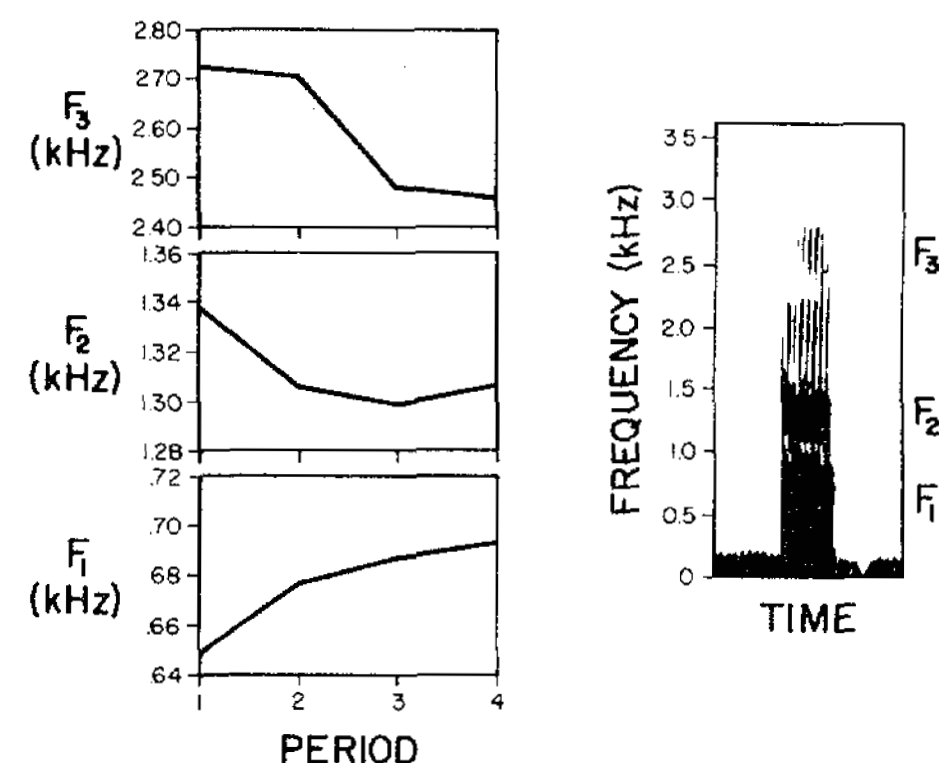 F3
(kHz)
2.80
2.70
2.60
2.50
2.40
F2
(kHz)
1.36
1.34
1.32
1.30
1.28
F1
(kHz)
.72
.70
.68
.66
.64
1 2 3 4
PERIOD
FREQUENCY (kHz)
3.5
3.0
2.5
2.0
1.5
1.0
0.5
0
F3
F2
F1
TIME